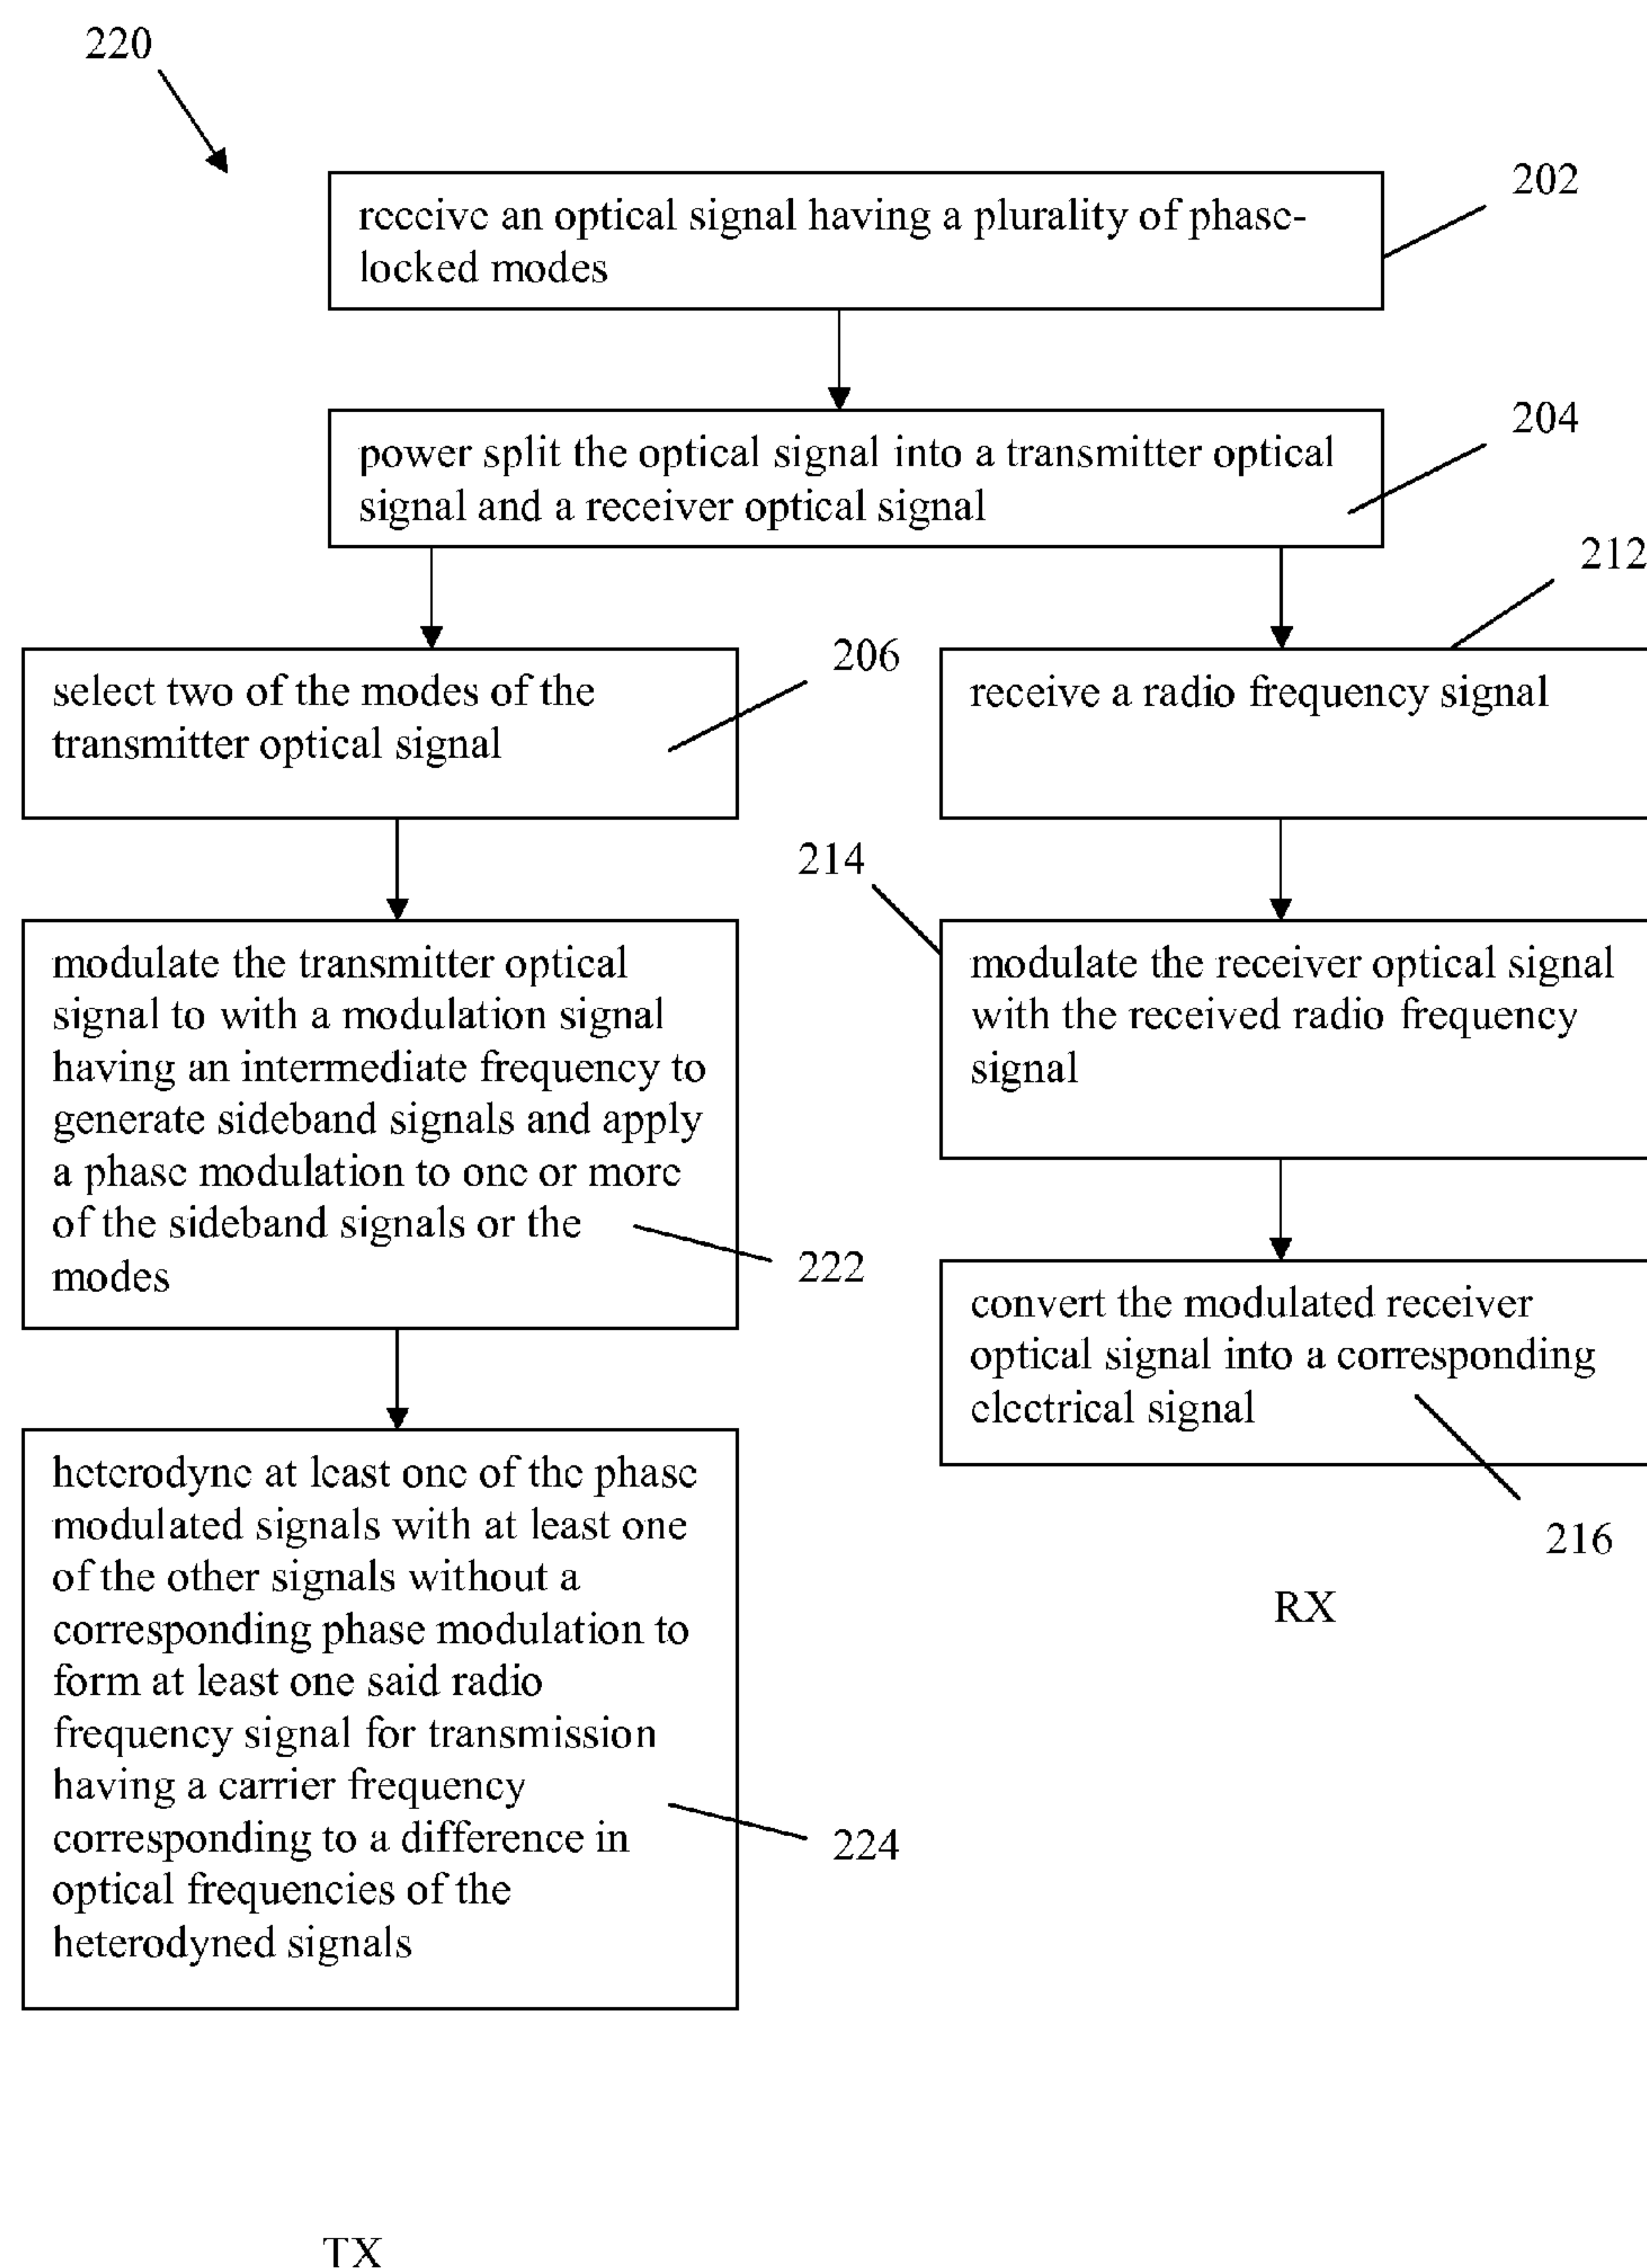 220
202
receive an optical signal having a plurality of phase-
locked modes
204
power split the optical signal into a transmitter optical
signal and a receiver optical signal
212
206
select two of the modes of the
transmitter optical signal
receive a radio frequency signal
214
modulate the transmitter optical
signal to with a modulation signal
having an intermediate frequency to
generate sideband signals and apply
a phase modulation to one or more
of the sideband signals or the
modes
222
modulate the receiver optical signal
with the received radio frequency
signal
convert the modulated receiver
optical signal into a corresponding
electrical signal
216
RX
heterodyne at least one of the phase
modulated signals with at least one
of the other signals without a
corresponding phase modulation to
form at least one said radio
frequency signal for transmission
having a carrier frequency
corresponding to a difference in
optical frequencies of the
heterodyned signals
224
TX